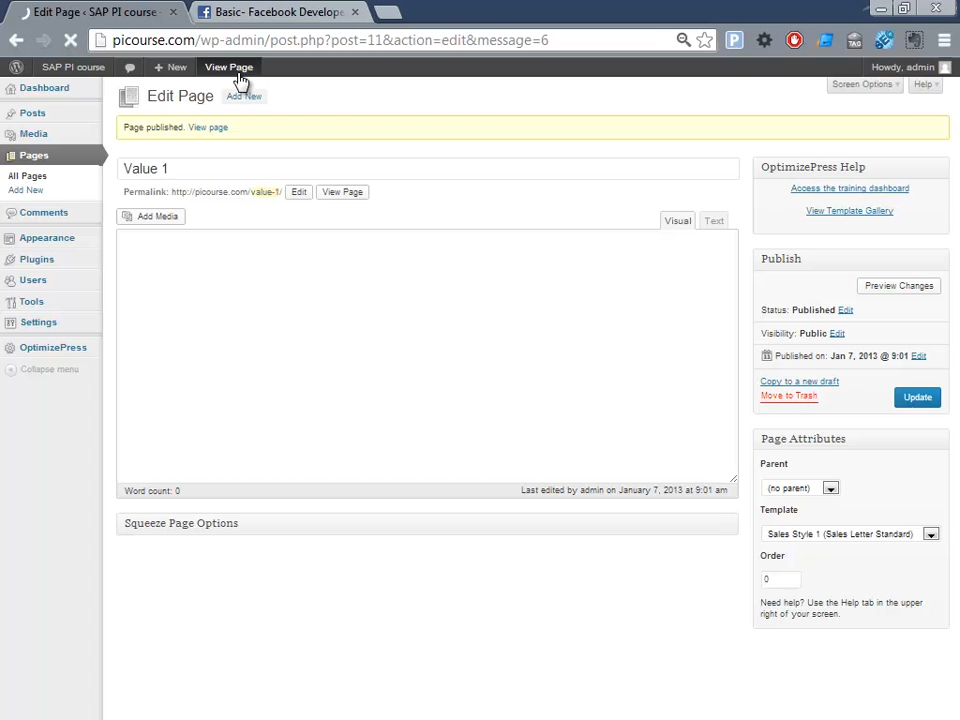 Edit Page < SAP PI course - ×
Basic- Facebook Develope ×
picourse.com/wp-admin/post.php?post=11&action=edit&message=6
SAP PI course + New View Page Howdy, admin
Dashboard
Posts
Media
Pages
All Pages
Add New
Comments
Appearance
Plugins
Users
Tools
Settings
OptimizePress
Collapse menu
Screen Options Help
Edit Page Add New
Page published. View page
Value 1
Permalink: http://picourse.com/value-1/ Edit View Page
Add Media
Visual Text
Word count: 0 Last edited by admin on January 7, 2013 at 9:01 am
Squeeze Page Options
OptimizePress Help
Access the training dashboard
View Template Gallery
Publish
Preview Changes
Status: Published Edit
Visibility: Public Edit
Published on: Jan 7, 2013 @ 9:01 Edit
Copy to a new draft
Move to Trash
Update
Page Attributes
Parent
(no parent)
Template
Sales Style 1 (Sales Letter Standard)
Order
0
Need help? Use the Help tab in the upper
right of your screen.